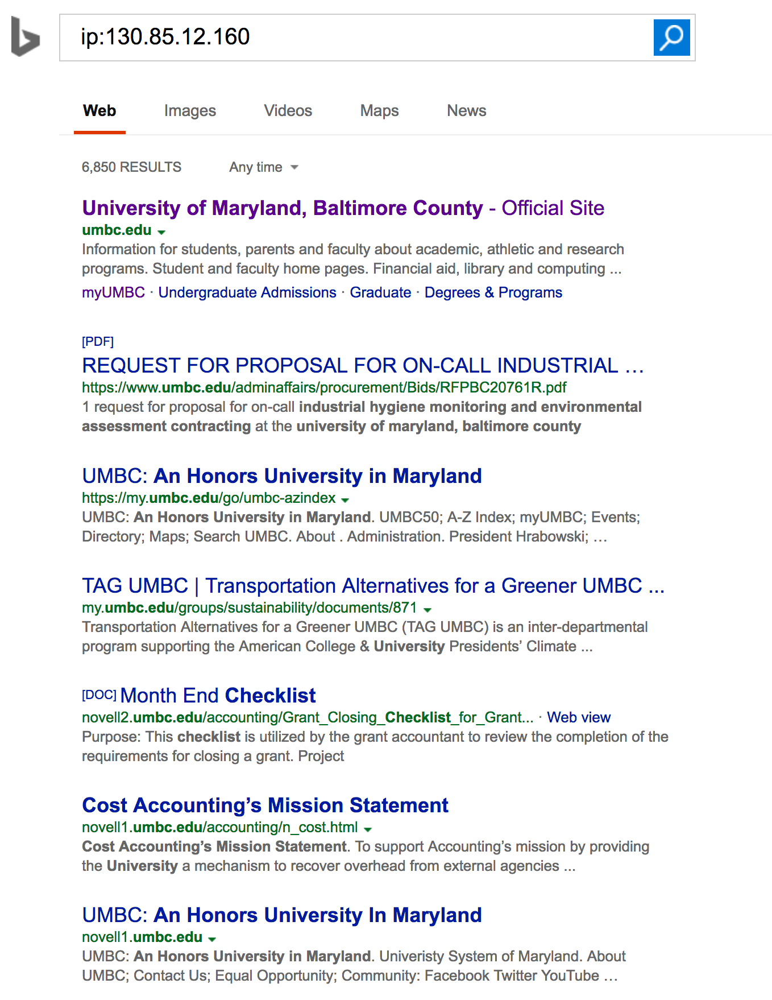 ip:130.85.12.160
Web Images Videos Maps News
6,850 RESULTS Any time
University of Maryland, Baltimore County - Official Site
umbc.edu
Information for students, parents and faculty about academic, athletic and research
programs. Student and faculty home pages. Financial aid, library and computing ...
myUMBC · Undergraduate Admissions · Graduate · Degrees & Programs
[PDF]
REQUEST FOR PROPOSAL FOR ON-CALL INDUSTRIAL …
https://www.umbc.edu/adminaffairs/procurement/Bids/RFPBC20761R.pdf
1 request for proposal for on-call industrial hygiene monitoring and environmental
assessment contracting at the university of maryland, baltimore county
UMBC: An Honors University in Maryland
https://my.umbc.edu/go/umbc-azindex
UMBC: An Honors University in Maryland. UMBC50; A-Z Index; myUMBC; Events;
Directory; Maps; Search UMBC. About . Administration. President Hrabowski; …
TAG UMBC | Transportation Alternatives for a Greener UMBC ...
my.umbc.edu/groups/sustainability/documents/871
Transportation Alternatives for a Greener UMBC (TAG UMBC) is an inter-departmental
program supporting the American College & University Presidents’ Climate ...
[DOC] Month End Checklist
novell2.umbc.edu/accounting/Grant_Closing_Checklist_for_Grant... · Web view
Purpose: This checklist is utilized by the grant accountant to review the completion of the
requirements for closing a grant. Project
Cost Accounting’s Mission Statement
novell1.umbc.edu/accounting/n_cost.html
Cost Accounting’s Mission Statement. To support Accounting’s mission by providing
the University a mechanism to recover overhead from external agencies ...
UMBC: An Honors University In Maryland
novell1.umbc.edu
UMBC: An Honors University in Maryland. Univeristy System of Maryland. About
UMBC; Contact Us; Equal Opportunity; Community: Facebook Twitter YouTube …